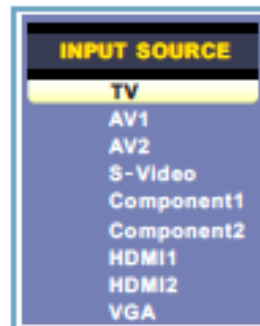 INPUT SOURCE
TV
AV1
AV2
S-Video
Component1
Component2
HDMI1
HDMI2
VGA